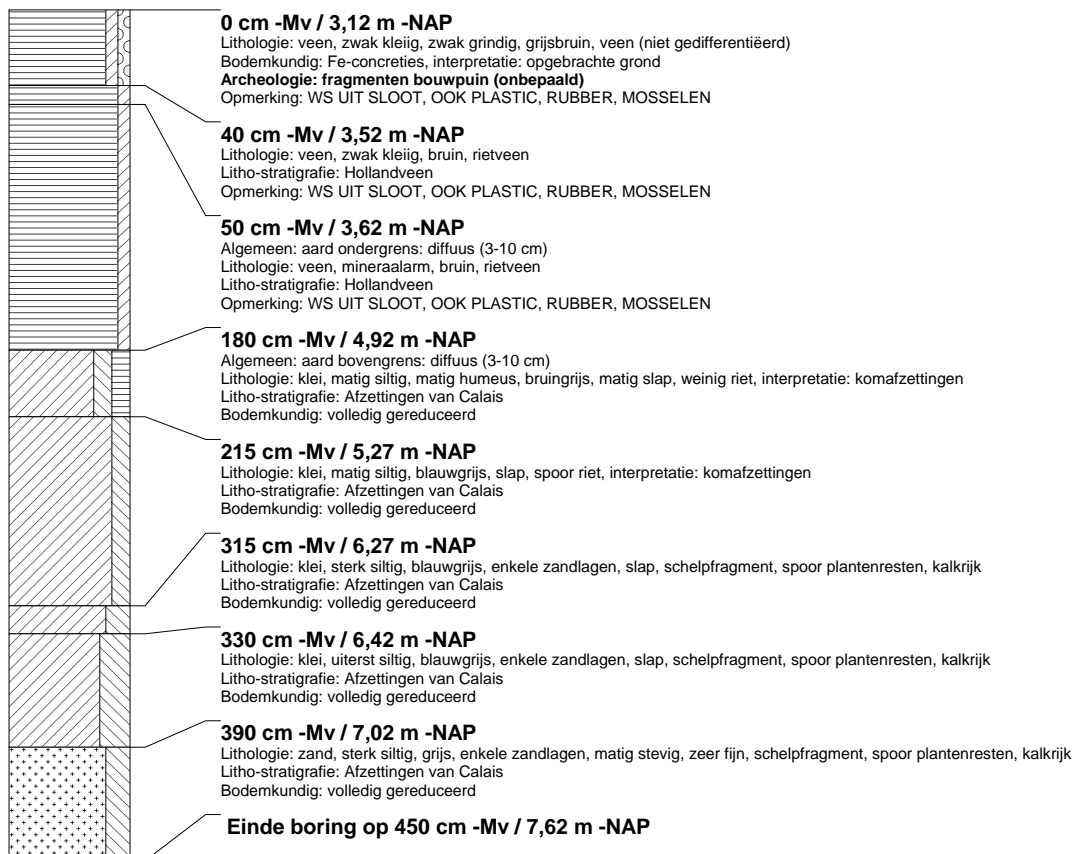 0 cm -Mv / 3,12 m -NAP
Lithologie: veen, zwak kleiig, zwak grindig, grijsbruin, veen (niet gedifferentiëerd)
Bodemkundig: Fe-concreties, interpretatie: opgebrachte grond
Archeologie: fragmenten bouwpuin (onbepaald)
Opmerking: WS UIT SLOOT, OOK PLASTIC, RUBBER, MOSSELEN
40 cm -Mv / 3,52 m -NAP
Lithologie: veen, zwak kleiig, bruin, rietveen
Litho-stratigrafie: Hollandveen
Opmerking: WS UIT SLOOT, OOK PLASTIC, RUBBER, MOSSELEN
50 cm -Mv / 3,62 m -NAP
Algemeen: aard ondergrens: diffuus (3-10 cm)
Lithologie: veen, mineraalarm, bruin, rietveen
Litho-stratigrafie: Hollandveen
Opmerking: WS UIT SLOOT, OOK PLASTIC, RUBBER, MOSSELEN
180 cm -Mv / 4,92 m -NAP
Algemeen: aard bovengrens: diffuus (3-10 cm)
Lithologie: klei, matig siltig, matig humeus, bruingrijs, matig slap, weinig riet, interpretatie: komafzettingen
Litho-stratigrafie: Afzettingen van Calais
Bodemkundig: volledig gereduceerd
215 cm -Mv / 5,27 m -NAP
Lithologie: klei, matig siltig, blauwgrijs, slap, spoor riet, interpretatie: komafzettingen
Litho-stratigrafie: Afzettingen van Calais
Bodemkundig: volledig gereduceerd
315 cm -Mv / 6,27 m -NAP
Lithologie: klei, sterk siltig, blauwgrijs, enkele zandlagen, slap, schelpfragment, spoor plantenresten, kalkrijk
Litho-stratigrafie: Afzettingen van Calais
Bodemkundig: volledig gereduceerd
330 cm -Mv / 6,42 m -NAP
Lithologie: klei, uiterst siltig, blauwgrijs, enkele zandlagen, slap, schelpfragment, spoor plantenresten, kalkrijk
Litho-stratigrafie: Afzettingen van Calais
Bodemkundig: volledig gereduceerd
390 cm -Mv / 7,02 m -NAP
Lithologie: zand, sterk siltig, grijs, enkele zandlagen, matig stevig, zeer fijn, schelpfragment, spoor plantenresten, kalkrijk
Litho-stratigrafie: Afzettingen van Calais
Bodemkundig: volledig gereduceerd
Einde boring op 450 cm -Mv / 7,62 m -NAP